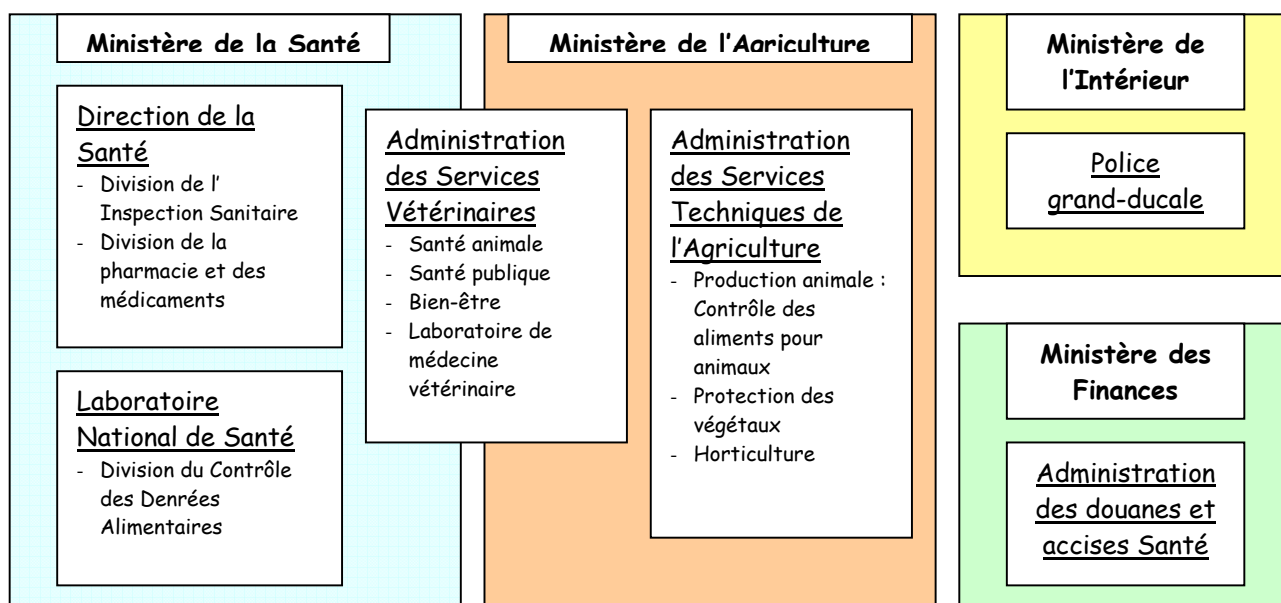 Ministère de la Santé
Direction de la
Santé
- Division de l'
Inspection Sanitaire
- Division de la
pharmacie et des
médicaments
Laboratoire
National de Santé
- Division du Contrôle
des Denrées
Alimentaires
Administration
des Services
Vétérinaires
- Santé animale
- Santé publique
- Bien-être
- Laboratoire de
médecine
vétérinaire
Ministère de l'Agriculture
Administration
des Services
Techniques de
l'Agriculture
- Production animale :
Contrôle des
aliments pour
animaux
- Protection des
végétaux
- Horticulture
Ministère de
l'Intérieur
Police
grand-ducale
Ministère des
Finances
Administration
des douanes et
accises Santé